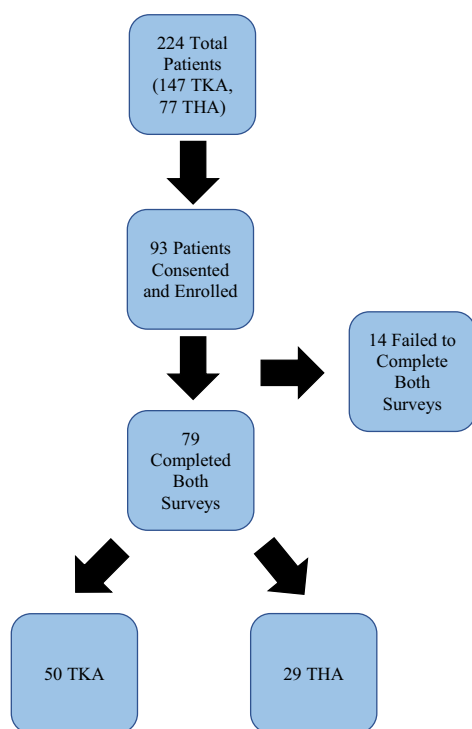 224 Total
Patients
(147 TKA,
77 THA)
93 Patients
Consented
and Enrolled
14 Failed to
Complete
Both
Surveys
79
Completed
Both
Surveys
50 TKA
29 THA